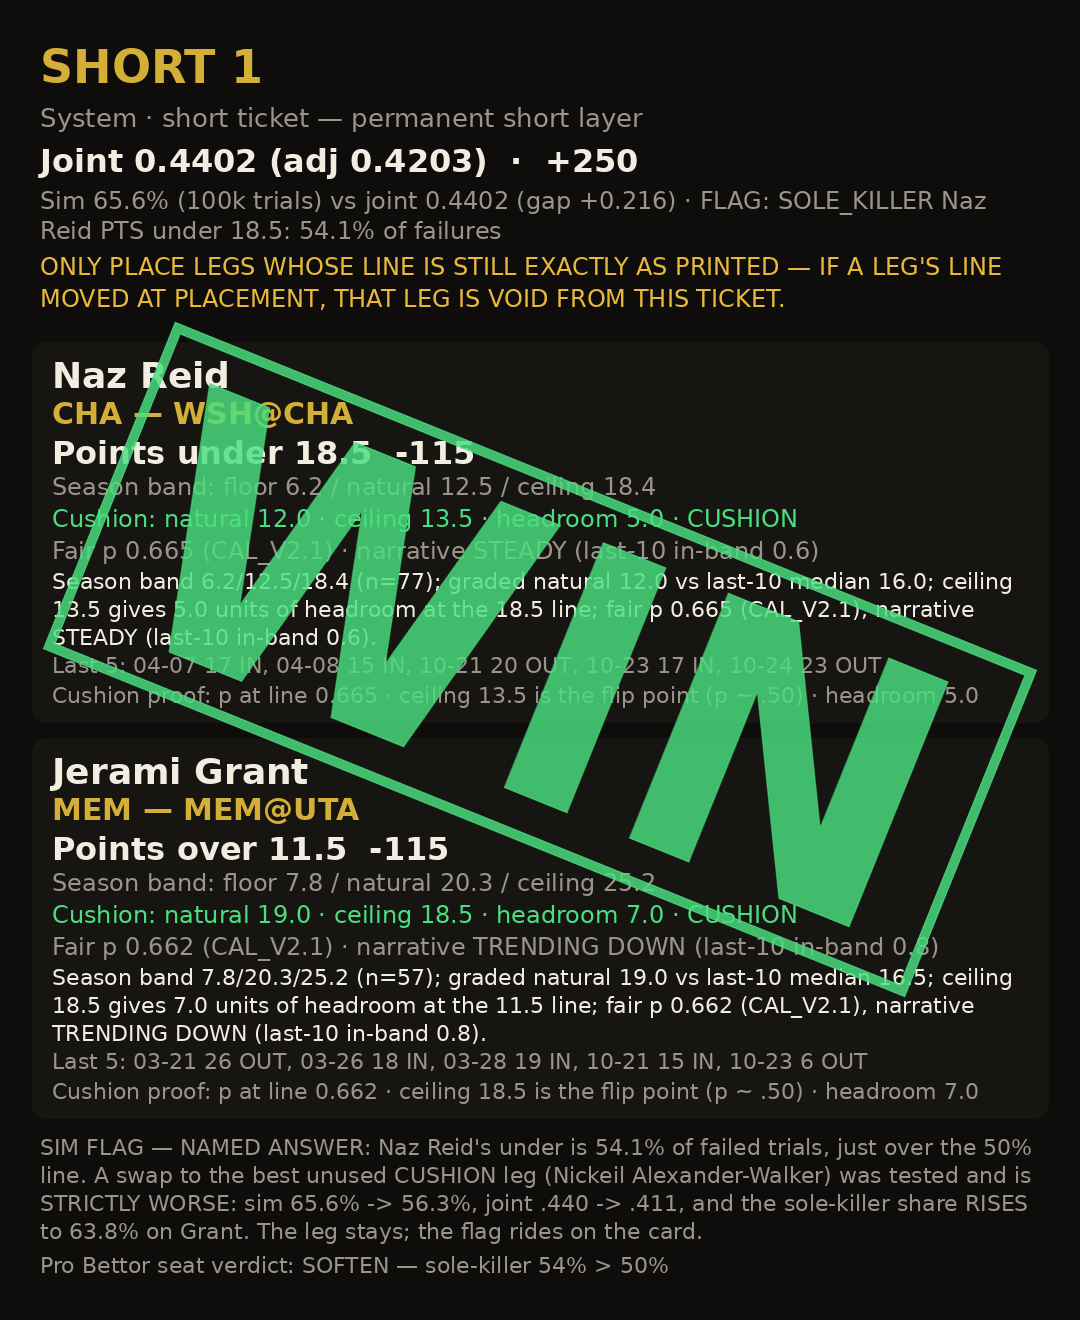 SHORT 1
System · short ticket — permanent short layer
Joint 0.4402 (adj 0.4203)  ·  +250
Sim 65.6% (100k trials) vs joint 0.4402 (gap +0.216) · FLAG: SOLE_KILLER Naz
Reid PTS under 18.5: 54.1% of failures
ONLY PLACE LEGS WHOSE LINE IS STILL EXACTLY AS PRINTED — IF A LEG'S LINE
MOVED AT PLACEMENT, THAT LEG IS VOID FROM THIS TICKET.
Naz Reid
CHA — WSH@CHA
Points under 18.5  -115
Season band: floor 6.2 / natural 12.5 / ceiling 18.4
Cushion: natural 12.0 · ceiling 13.5 · headroom 5.0 · CUSHION
Fair p 0.665 (CAL_V2.1) · narrative STEADY (last-10 in-band 0.6)
Season band 6.2/12.5/18.4 (n=77); graded natural 12.0 vs last-10 median 16.0; ceiling
13.5 gives 5.0 units of headroom at the 18.5 line; fair p 0.665 (CAL_V2.1), narrative
STEADY (last-10 in-band 0.6).
Last 5: 04-07 17 IN, 04-08 15 IN, 10-21 20 OUT, 10-23 17 IN, 10-24 23 OUT
Cushion proof: p at line 0.665 · ceiling 13.5 is the flip point (p ~ .50) · headroom 5.0
WIN
Jerami Grant
MEM — MEM@UTA
Points over 11.5  -115
Season band: floor 7.8 / natural 20.3 / ceiling 25.2
Cushion: natural 19.0 · ceiling 18.5 · headroom 7.0 · CUSHION
Fair p 0.662 (CAL_V2.1) · narrative TRENDING DOWN (last-10 in-band 0.8)
Season band 7.8/20.3/25.2 (n=57); graded natural 19.0 vs last-10 median 16.5; ceiling
18.5 gives 7.0 units of headroom at the 11.5 line; fair p 0.662 (CAL_V2.1), narrative
TRENDING DOWN (last-10 in-band 0.8).
Last 5: 03-21 26 OUT, 03-26 18 IN, 03-28 19 IN, 10-21 15 IN, 10-23 6 OUT
Cushion proof: p at line 0.662 · ceiling 18.5 is the flip point (p ~ .50) · headroom 7.0
SIM FLAG — NAMED ANSWER: Naz Reid's under is 54.1% of failed trials, just over the 50%
line. A swap to the best unused CUSHION leg (Nickeil Alexander-Walker) was tested and is
STRICTLY WORSE: sim 65.6% -> 56.3%, joint .440 -> .411, and the sole-killer share RISES
to 63.8% on Grant. The leg stays; the flag rides on the card.
Pro Bettor seat verdict: SOFTEN — sole-killer 54% > 50%